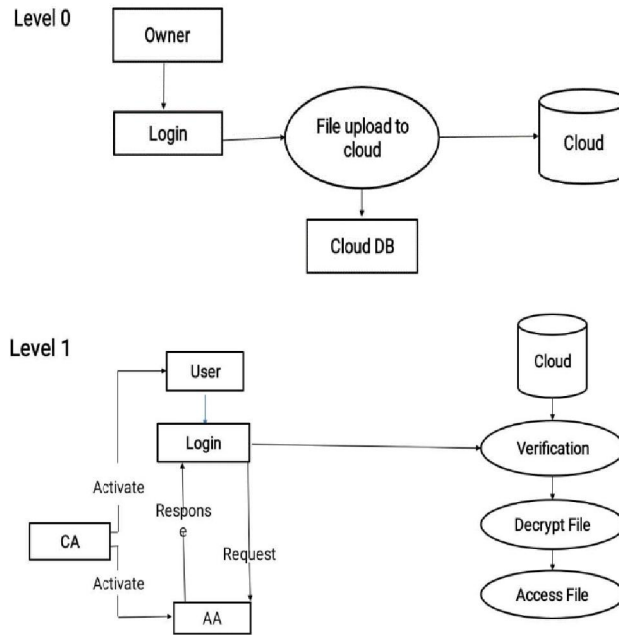 Level 0
Owner
Login
File upload to
cloud
Cloud
Cloud DB
Level 1
User
Cloud
Login
Verification
Activate
Respons
e
Decrypt File
CA
Request
Activate
Access File
AA